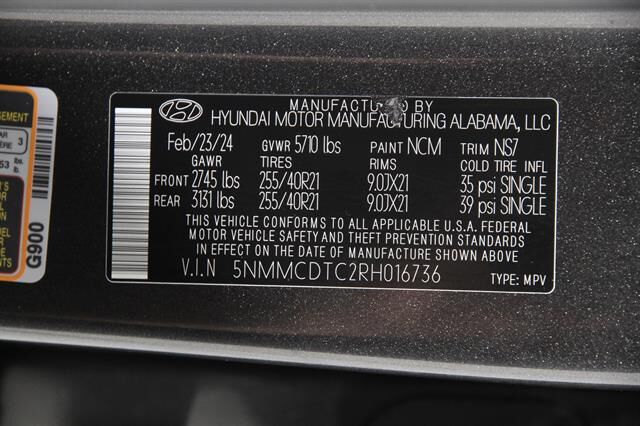 MANUFACTURED BY
HYUNDAI MOTOR MANUFACTURING ALABAMA, LLC
Feb/23/24 GVWR 5710 lbs PAINT NCM TRIM NS7
GAWR TIRES RIMS COLD TIRE INFL
FRONT 2745 lbs 255/40R21 9.0JX21 35 psi SINGLE
REAR 3131 lbs 255/40R21 9.0JX21 39 psi SINGLE
THIS VEHICLE CONFORMS TO ALL APPLICABLE U.S.A. FEDERAL
MOTOR VEHICLE SAFETY AND THEFT PREVENTION STANDARDS
IN EFFECT ON THE DATE OF MANUFACTURE SHOWN ABOVE
V.I.N 5NMMCDTC2RH016736
TYPE: MPV
G900
3